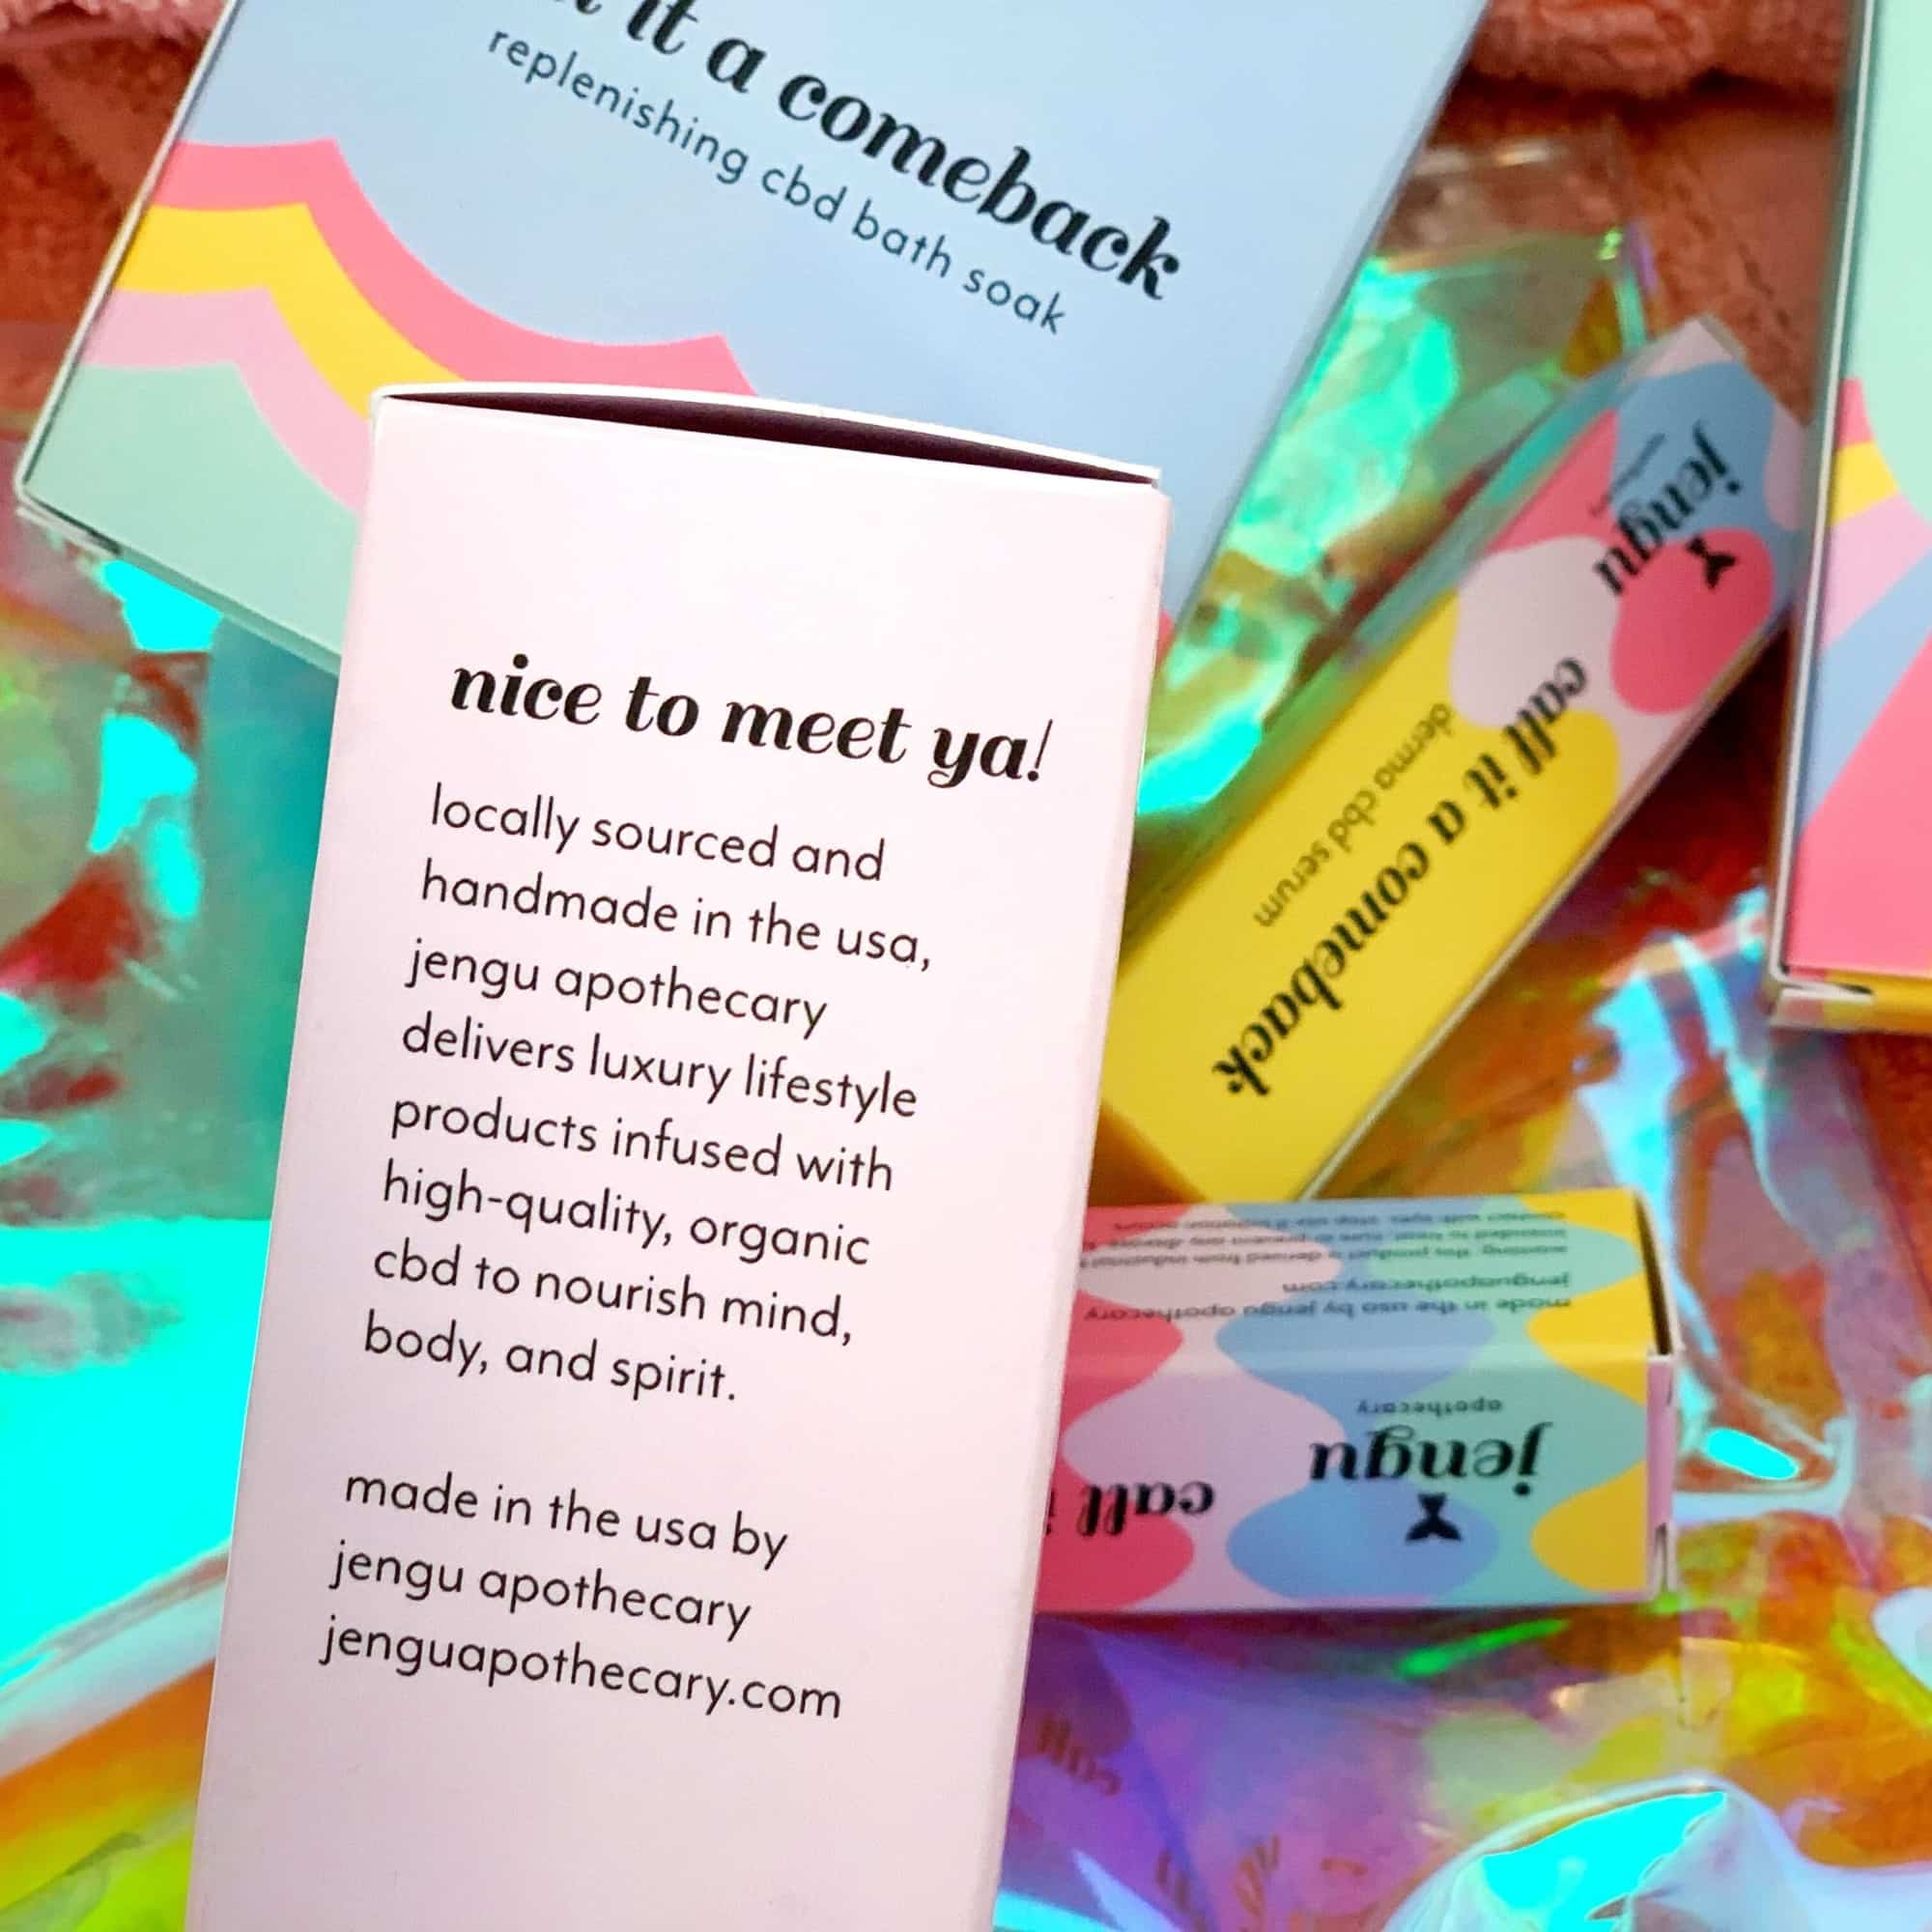 it a comeback
replenishing cbd bath soak
nice to meet ya!
locally sourced and
handmade in the usa,
jengu apothecary
delivers luxury lifestyle
products infused with
high-quality, organic
cbd to nourish mind,
body, and spirit.
made in the usa by
jengu apothecary
jenguapothecary.com
jengu
apothecary
call it a comeback
derma cbd serum
call i
jengu
apothecary
made in the usa by jengu apothecary
jenguapothecary.com
call